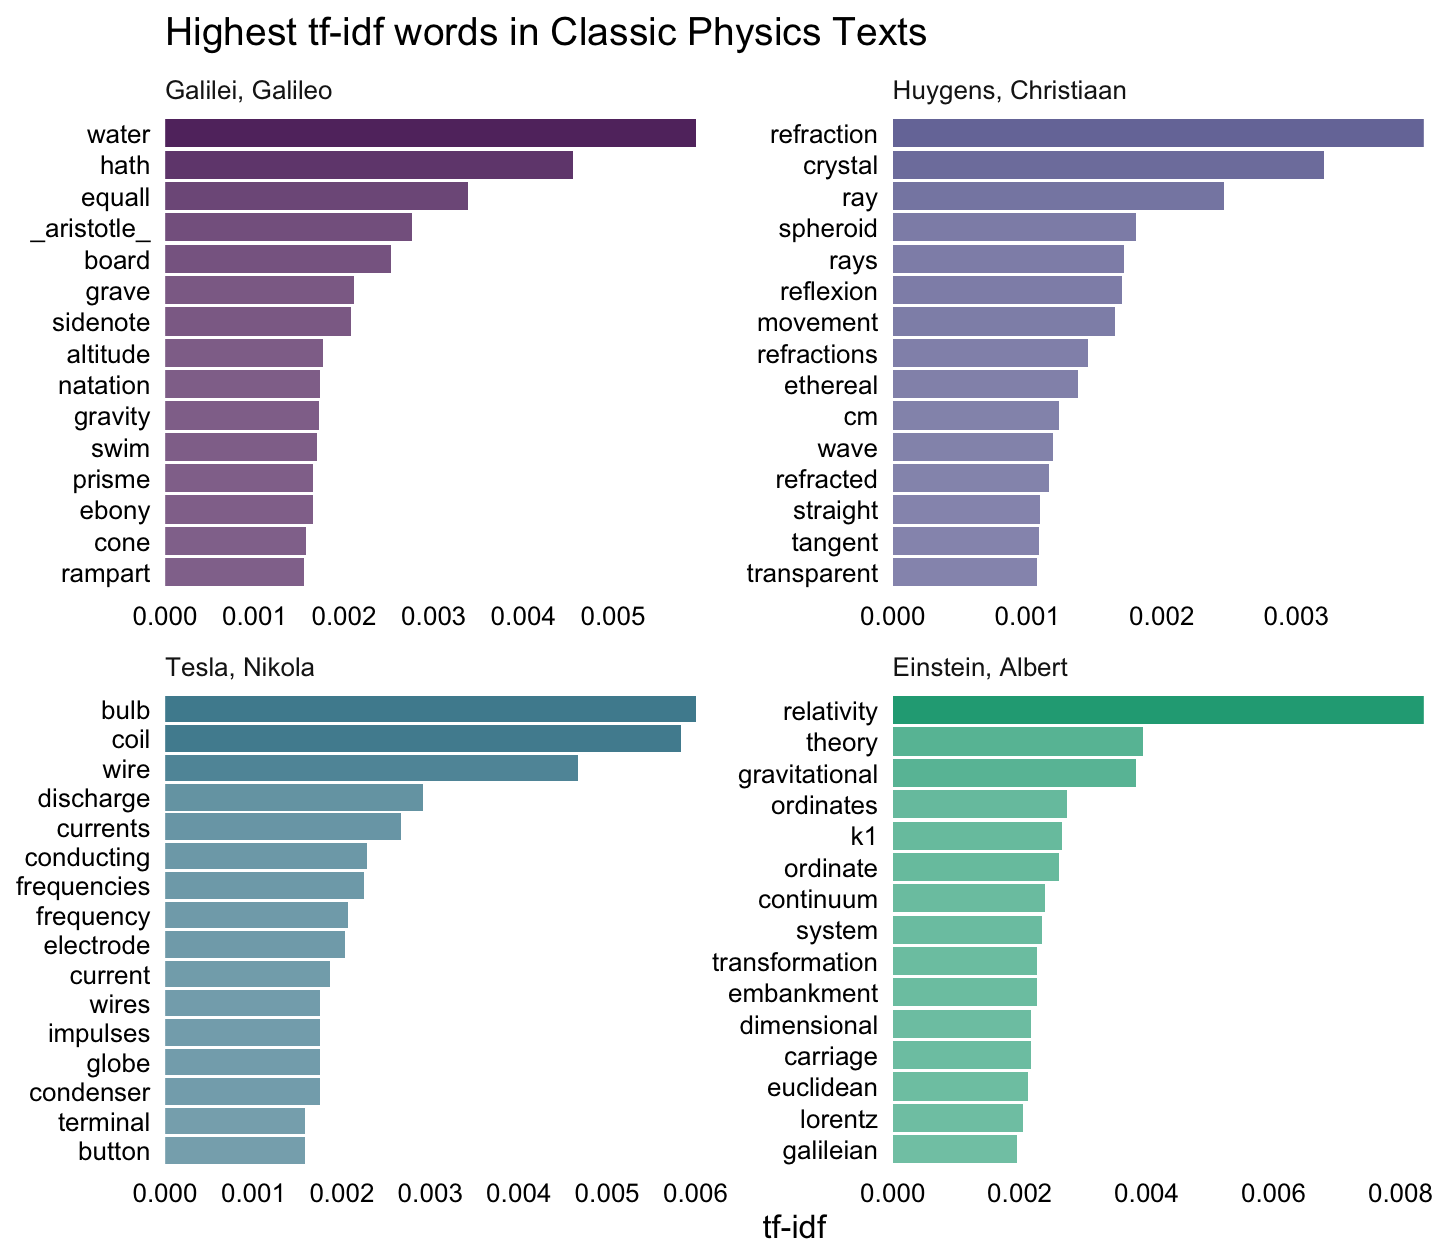 Highest tf-idf words in Classic Physics Texts
Galilei, Galileo
water
hath
equall
_aristotle_
board
grave
sidenote
altitude
natation
gravity
swim
prisme
ebony
cone
rampart
0.000 0.001 0.002 0.003 0.004 0.005
Huygens, Christiaan
refraction
crystal
ray
spheroid
rays
reflexion
movement
refractions
ethereal
cm
wave
refracted
straight
tangent
transparent
0.000 0.001 0.002 0.003
Tesla, Nikola
bulb
coil
wire
discharge
currents
conducting
frequencies
frequency
electrode
current
wires
impulses
globe
condenser
terminal
button
0.000 0.001 0.002 0.003 0.004 0.005 0.006
Einstein, Albert
relativity
theory
gravitational
ordinates
k1
ordinate
continuum
system
transformation
embankment
dimensional
carriage
euclidean
lorentz
galileian
0.000 0.002 0.004 0.006 0.008
tf-idf